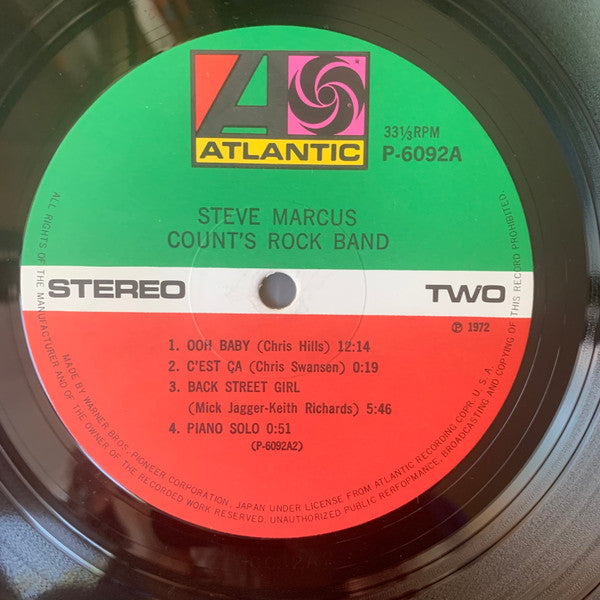 ATLANTIC
33⅓RPM
P-6092A
STEVE MARCUS
COUNT'S ROCK BAND
STEREO
TWO
Ⓟ 1972
1. OOH BABY (Chris Hills) 12:14
2. C'EST ÇA (Chris Swansen) 0:19
3. BACK STREET GIRL
(Mick Jagger-Keith Richards) 5:46
4. PIANO SOLO 0:51
(P-6092A2)
MADE BY WARNER BROS. PIONEER CORPORATION, JAPAN UNDER LICENSE FROM ATLANTIC RECORDING COPR. U. S. A.
ALL RIGHTS OF THE MANUFACTURER AND OF THE OWNER OF THE RECORDED WORK RESERVED. UNAUTHORIZED PUBLIC RERFORMANCE, BROADCASTING AND COPYING OF THIS RECORD PROHIBITED.